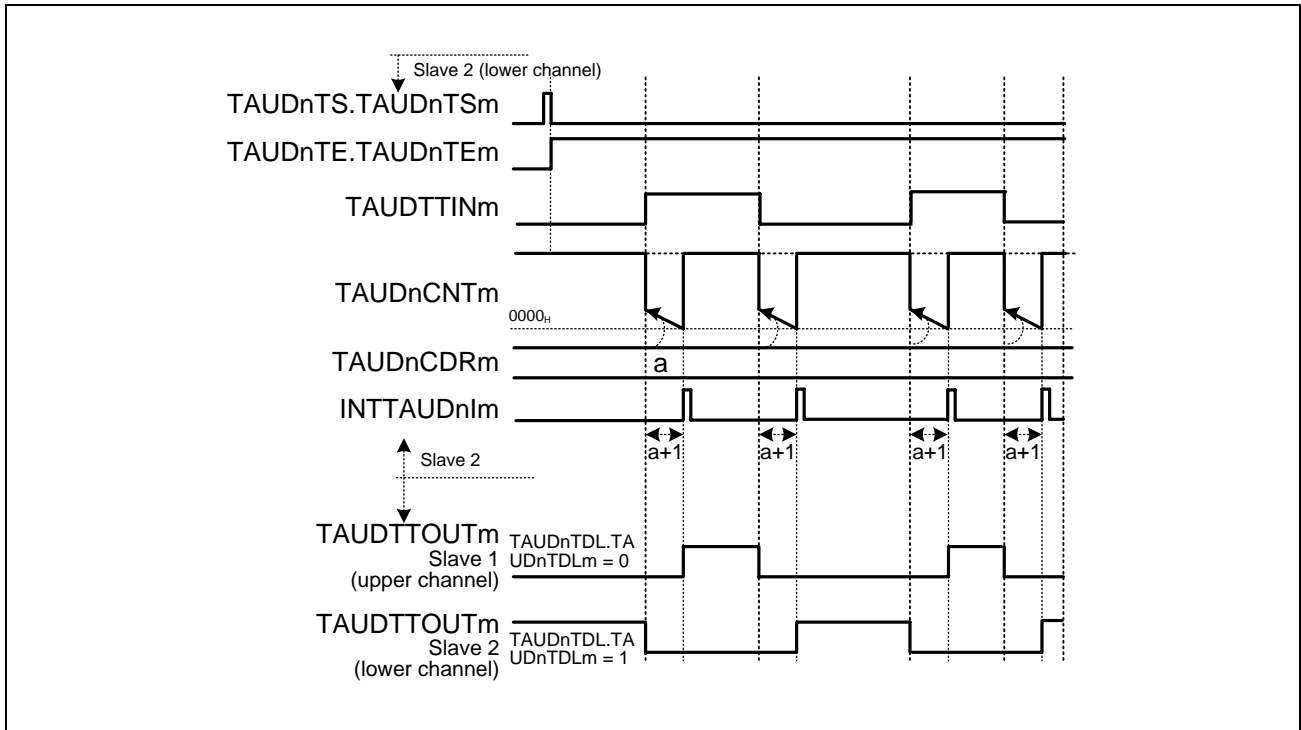 Slave 2 (lower channel)
TAUDnTS.TAUDnTSm
TAUDnTE.TAUDnTEm
TAUDTTINm
TAUDnCNTm
0000H
TAUDnCDRm
a
INTTAUDnIm
a+1 a+1 a+1 a+1
Slave 2
TAUDTTOUTm
Slave 1
(upper channel)
TAUDnTDL.TA
UDnTDLm = 0
TAUDTTOUTm
Slave 2
(lower channel)
TAUDnTDL.TA
UDnTDLm = 1